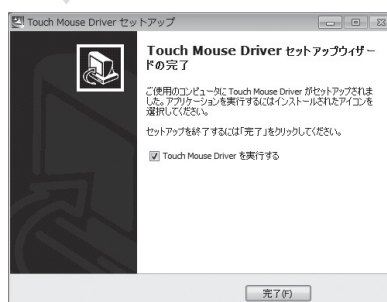 Touch Mouse Driver セットアップ
Touch Mouse Driver セットアップウィザー
ドの完了
ご使用のコンピュータに Touch Mouse Driver がセットアップされま
した。アプリケーションを実行するにはインストールされたアイコンを
選択してください。
セットアップを終了するには「完了」をクリックしてください。
Touch Mouse Driver を実行する
完了(F)